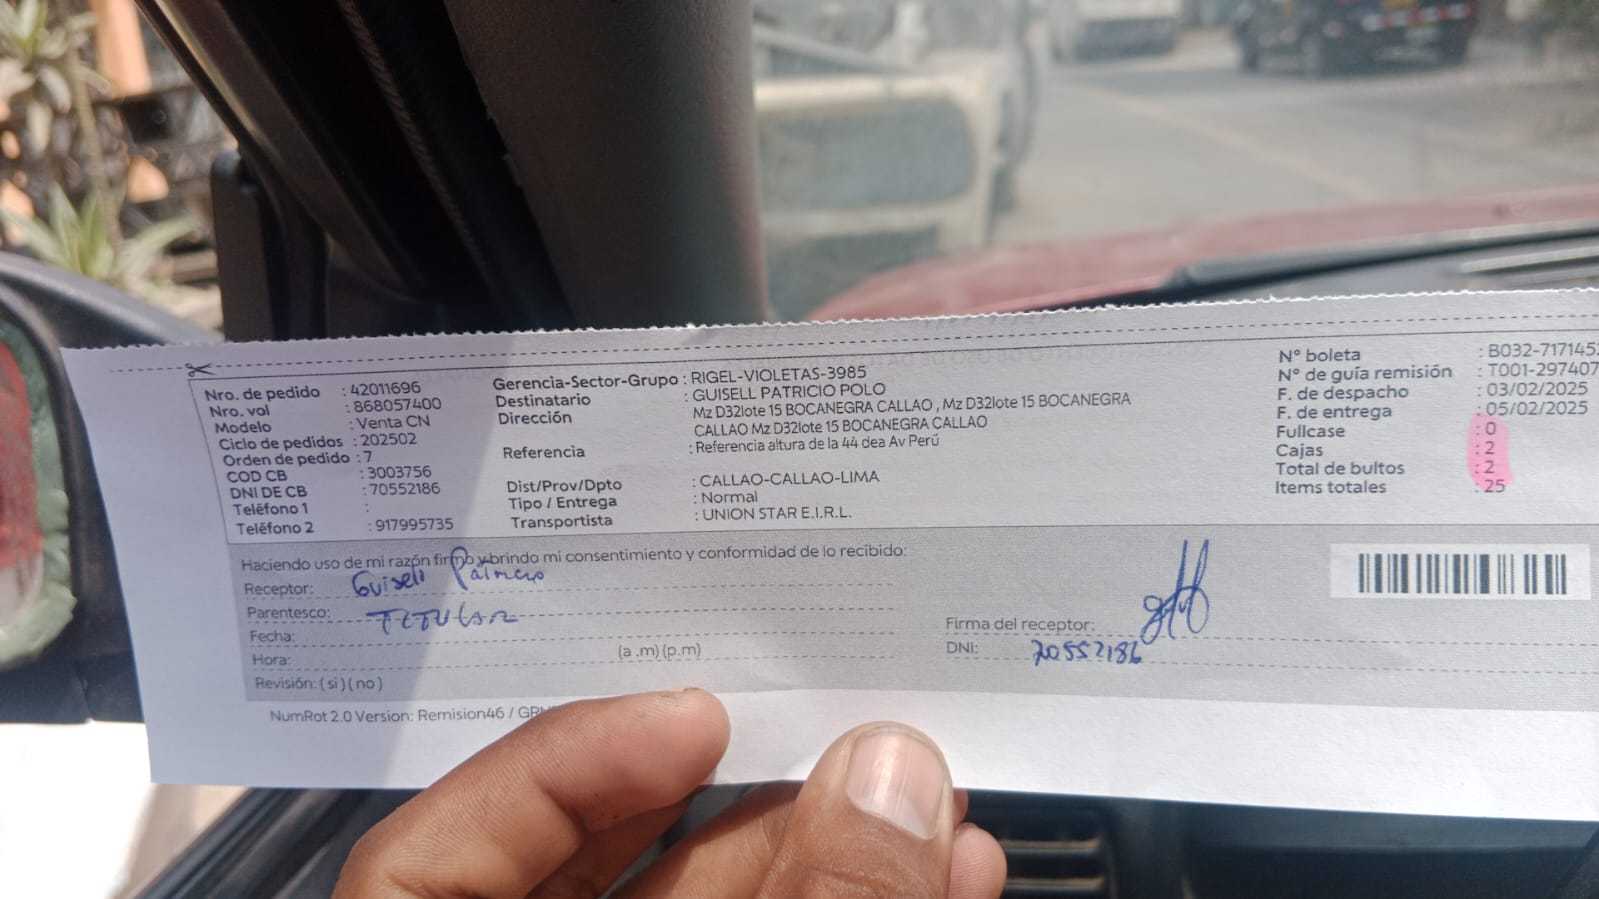 Nro. de pedido : 42011696
Nro. vol : 868057400
Modelo : Venta CN
Ciclo de pedidos : 202502
Orden de pedido : 7
COD CB : 3003756
DNI DE CB : 70552186
Teléfono 1 :
Teléfono 2 : 917995735
Gerencia-Sector-Grupo : RIGEL-VIOLETAS-3985
Destinatario : GUISELL PATRICIO POLO
Dirección Mz D32lote 15 BOCANEGRA CALLAO , Mz D32lote 15 BOCANEGRA
CALLAO Mz D32lote 15 BOCANEGRA CALLAO
Referencia : Referencia altura de la 44 dea Av Perú
Dist/Prov/Dpto : CALLAO-CALLAO-LIMA
Tipo / Entrega : Normal
Transportista : UNION STAR E.I.R.L.
N° boleta : B032-7171452
N° de guía remisión : T001-297407
F. de despacho : 03/02/2025
F. de entrega : 05/02/2025
Fullcase : 0
Cajas : 2
Total de bultos : 2
Items totales : 25
Haciendo uso de mi razón firmo y brindo mi consentimiento y conformidad de lo recibido:
Receptor: Guisell Patricio
Parentesco: TITULAR
Fecha:
Hora: (a .m) (p.m)
Revisión: ( si ) ( no )
Firma del receptor:
DNI: 70552186
NumRot 2.0 Version: Remision46 /